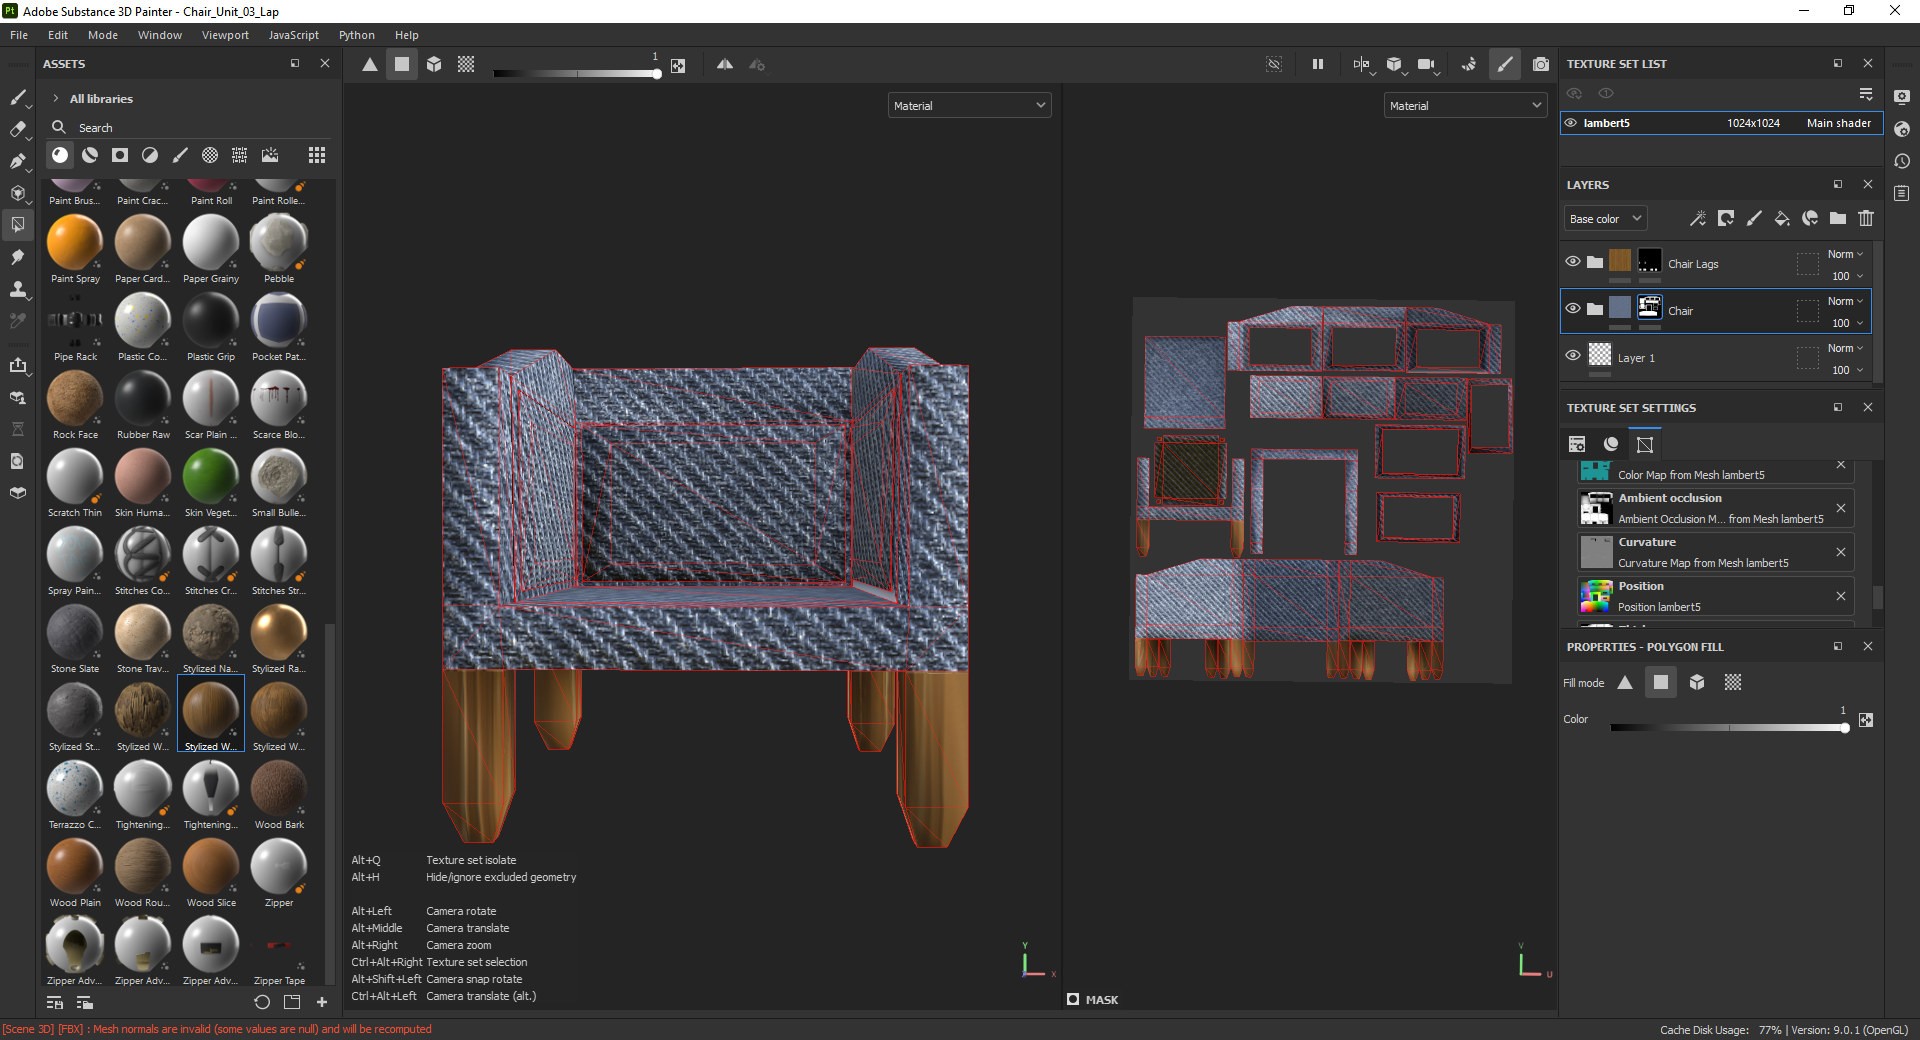 Pt Adobe Substance 3D Painter - Chair_Unit_03_Lap
File Edit Mode Window Viewport JavaScript Python Help
ASSETS
All libraries
Search
Paint Brus... Paint Crac... Paint Roll Paint Rolle...
Paint Spray Paper Card... Paper Grainy Pebble
Pipe Rack Plastic Co... Plastic Grip Pocket Pat...
Rock Face Rubber Raw Scar Plain ... Scarce Blo...
Scratch Thin Skin Huma... Skin Veget... Small Bulle...
Spray Pain... Stitches Co... Stitches Cr... Stitches Str...
Stone Slate Stone Trav... Stylized Na... Stylized Ra...
Stylized St... Stylized W... Stylized W... Stylized W...
Terrazzo C... Tightening... Tightening... Wood Bark
Wood Plain Wood Rou... Wood Slice Zipper
Zipper Adv... Zipper Adv... Zipper Adv... Zipper Tape
1
Material
Material
Alt+Q Texture set isolate
Alt+H Hide/ignore excluded geometry
Alt+Left Camera rotate
Alt+Middle Camera translate
Alt+Right Camera zoom
Ctrl+Alt+Right Texture set selection
Alt+Shift+Left Camera snap rotate
Ctrl+Alt+Left Camera translate (alt.)
Y
X
V
U
MASK
TEXTURE SET LIST
lambert5 1024x1024 Main shader
LAYERS
Base color
Chair Lags Norm
100
Chair Norm
100
Layer 1 Norm
100
TEXTURE SET SETTINGS
Color Map from Mesh lambert5
Ambient occlusion
Ambient Occlusion M... from Mesh lambert5
Curvature
Curvature Map from Mesh lambert5
Position
Position lambert5
PROPERTIES - POLYGON FILL
Fill mode
Color 1
[Scene 3D] [FBX] : Mesh normals are invalid (some values are null) and will be recomputed
Cache Disk Usage: 77% | Version: 9.0.1 (OpenGL)